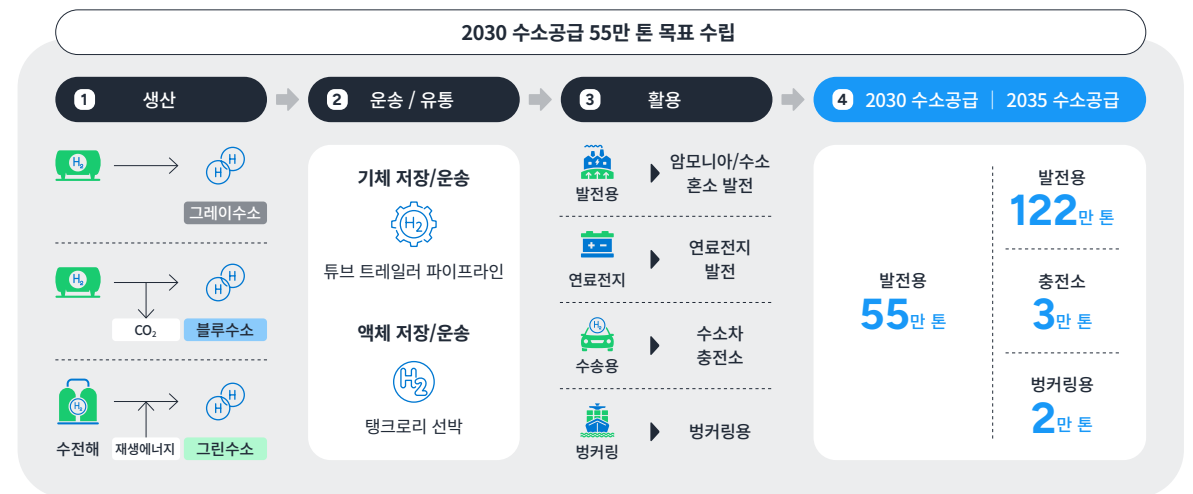 2030 수소공급 55만 톤 목표 수립
1 생산
H₂
H H
그레이수소
H₂
H H
CO₂
블루수소
H₂
H H
수전해
재생에너지
그린수소
2 운송 / 유통
기체 저장/운송
H₂
튜브 트레일러 파이프라인
액체 저장/운송
H₂
탱크로리 선박
3 활용
발전용
암모니아/수소
혼소 발전
연료전지
연료전지
발전
H₂
수송용
수소차
충전소
벙커링
벙커링용
4 2030 수소공급 | 2035 수소공급
발전용
55만 톤
발전용
122만 톤
충전소
3만 톤
벙커링용
2만 톤